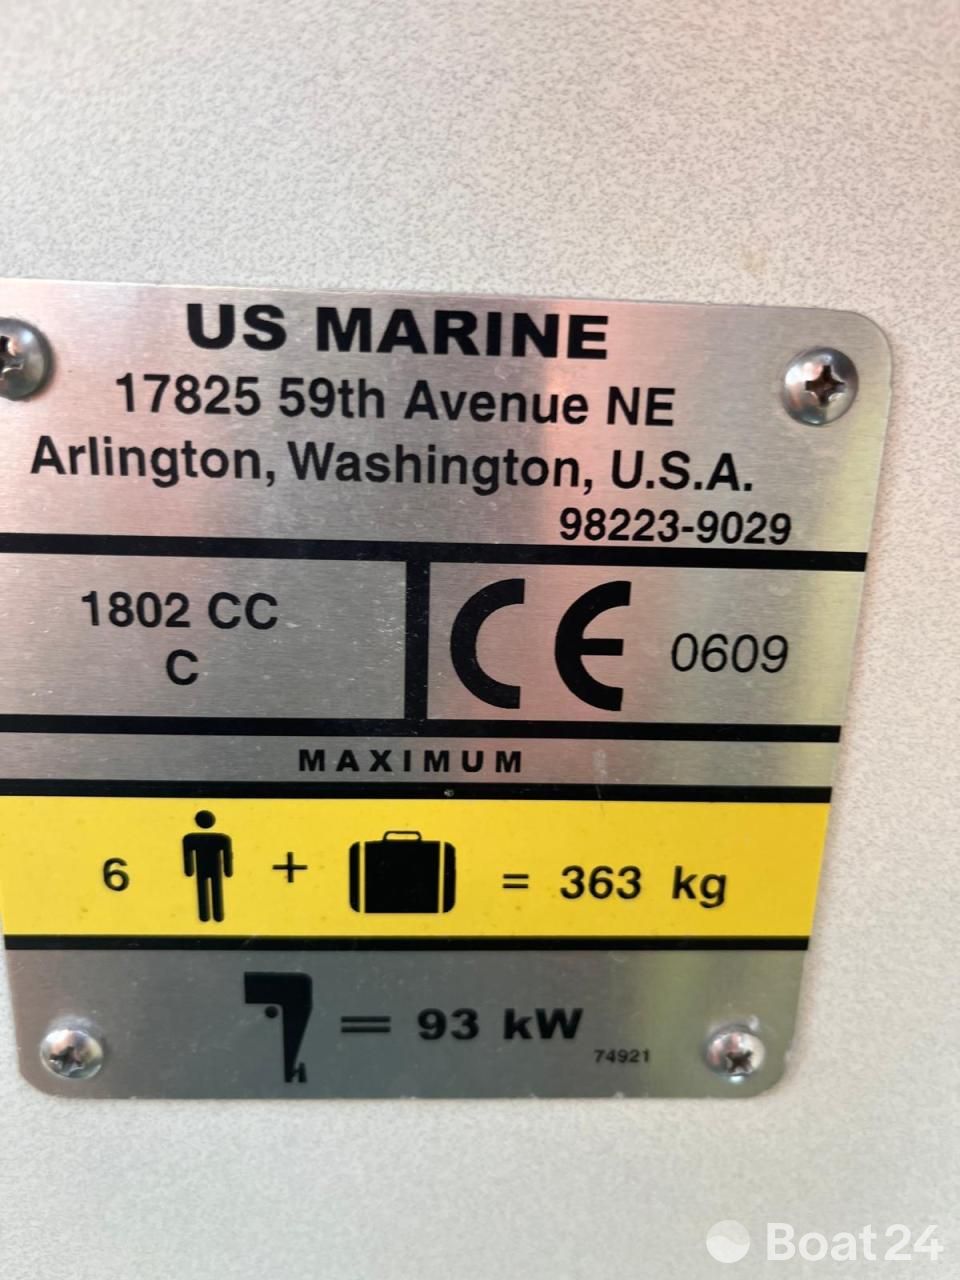 US MARINE
17825 59th Avenue NE
Arlington, Washington, U.S.A.
98223-9029
1802 CC
C
CE 0609
MAXIMUM
6 + = 363 kg
= 93 kW
74921
Boat24